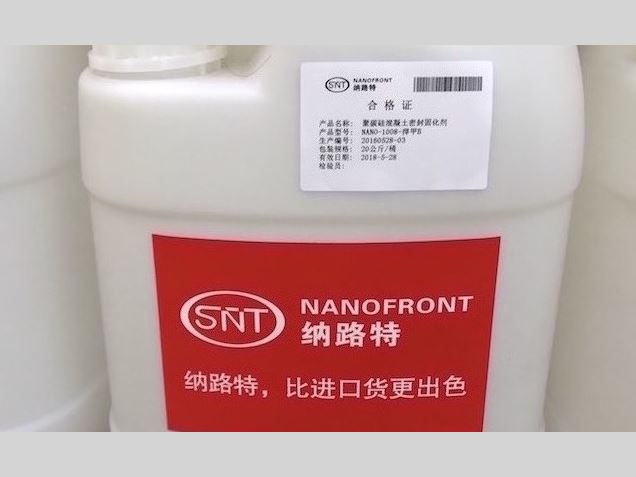 SNT NANOFRONT
纳路特
合格证
产品名称: 聚碳硅混凝土密封固化剂
产品型号: NANO-1008-悍甲B
生产编号: 20160528-03
包装规格: 20公斤/桶
有效日期: 2018-5-28
检验员:
SNT NANOFRONT
纳路特
纳路特，比进口货更出色